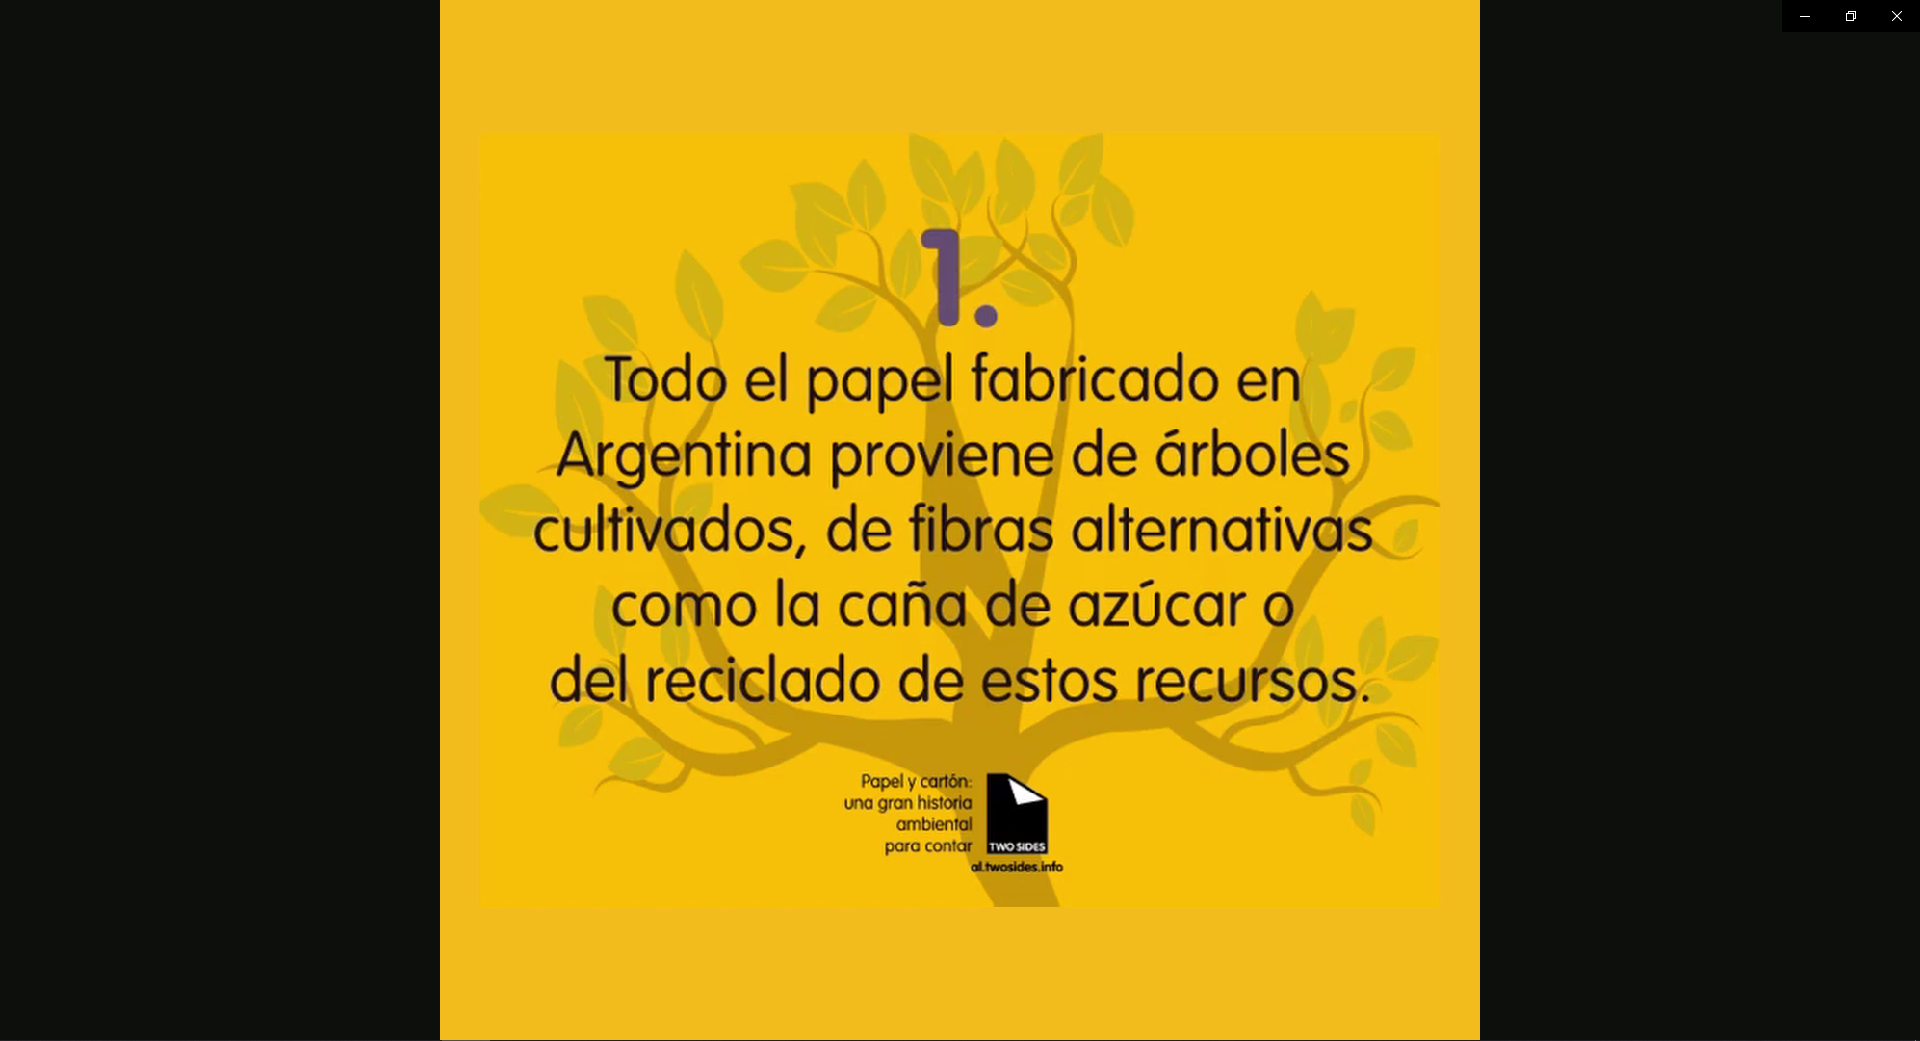 1.
Todo el papel fabricado en
Argentina proviene de árboles
cultivados, de fibras alternativas
como la caña de azúcar o
del reciclado de estos recursos.
Papel y cartón:
una gran historia
ambiental
para contar
TWO SIDES
al.twosides.info